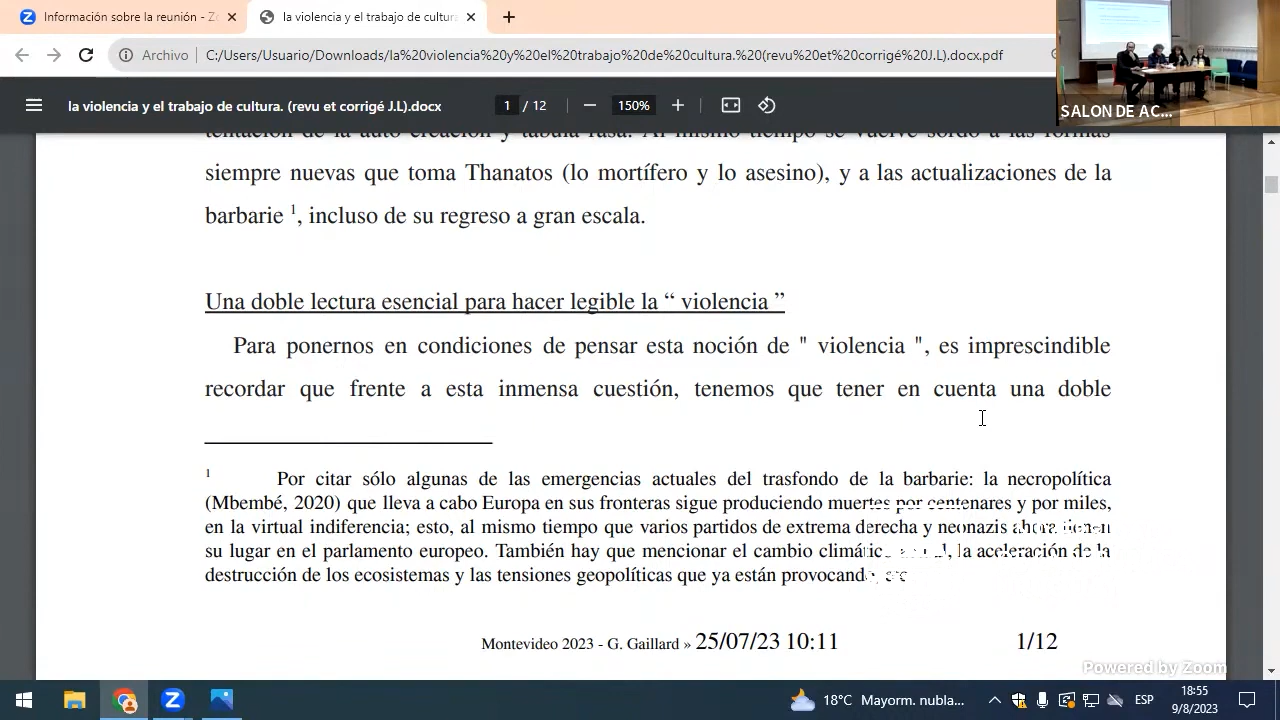 Información sobre la reunión - Zo
la violencia y el trabajo de cultura
Archivo
C:/Users/Usuario/Downloads/la%20violencia%20y%20el%20trabajo%20de%20cultura.%20(revu%20et%20corrigé%20J.L).docx.pdf
la violencia y el trabajo de cultura. (revu et corrigé J.L).docx
1 / 12
150%
SALON DE AC...
siempre nuevas que toma Thanatos (lo mortífero y lo asesino), y a las actualizaciones de la
barbarie 1, incluso de su regreso a gran escala.
Una doble lectura esencial para hacer legible la “ violencia ”
Para ponernos en condiciones de pensar esta noción de " violencia ", es imprescindible
recordar que frente a esta inmensa cuestión, tenemos que tener en cuenta una doble
1 Por citar sólo algunas de las emergencias actuales del trasfondo de la barbarie: la necropolítica
(Mbembé, 2020) que lleva a cabo Europa en sus fronteras sigue produciendo muertes por centenares y por miles,
en la virtual indiferencia; esto, al mismo tiempo que varios partidos de extrema derecha y neonazis
su lugar en el parlamento europeo. También hay que mencionar el cambio la aceleración de la
destrucción de los ecosistemas y las tensiones geopolíticas que ya están
Montevideo 2023 - G. Gaillard » 25/07/23 10:11
1/12
Powered by Zoom
18°C Mayorm. nubla...
ESP
18:55
9/8/2023